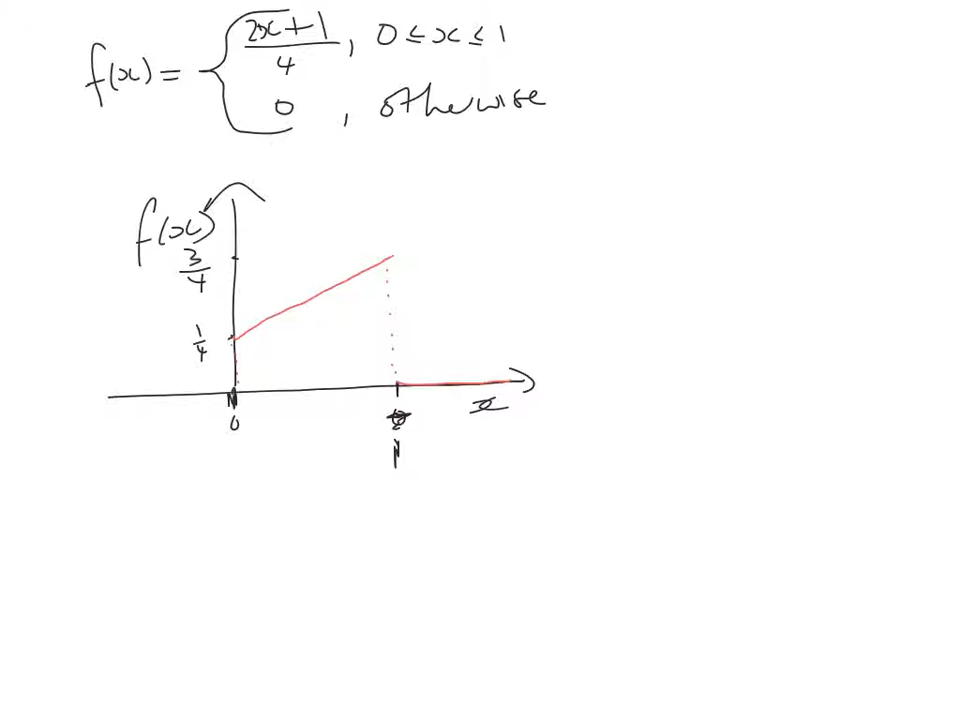 f(x) = { (2x+1)/4 , 0 ≤ x ≤ 1
0 , otherwise
f(x)
3/4
1/4
x
0
1